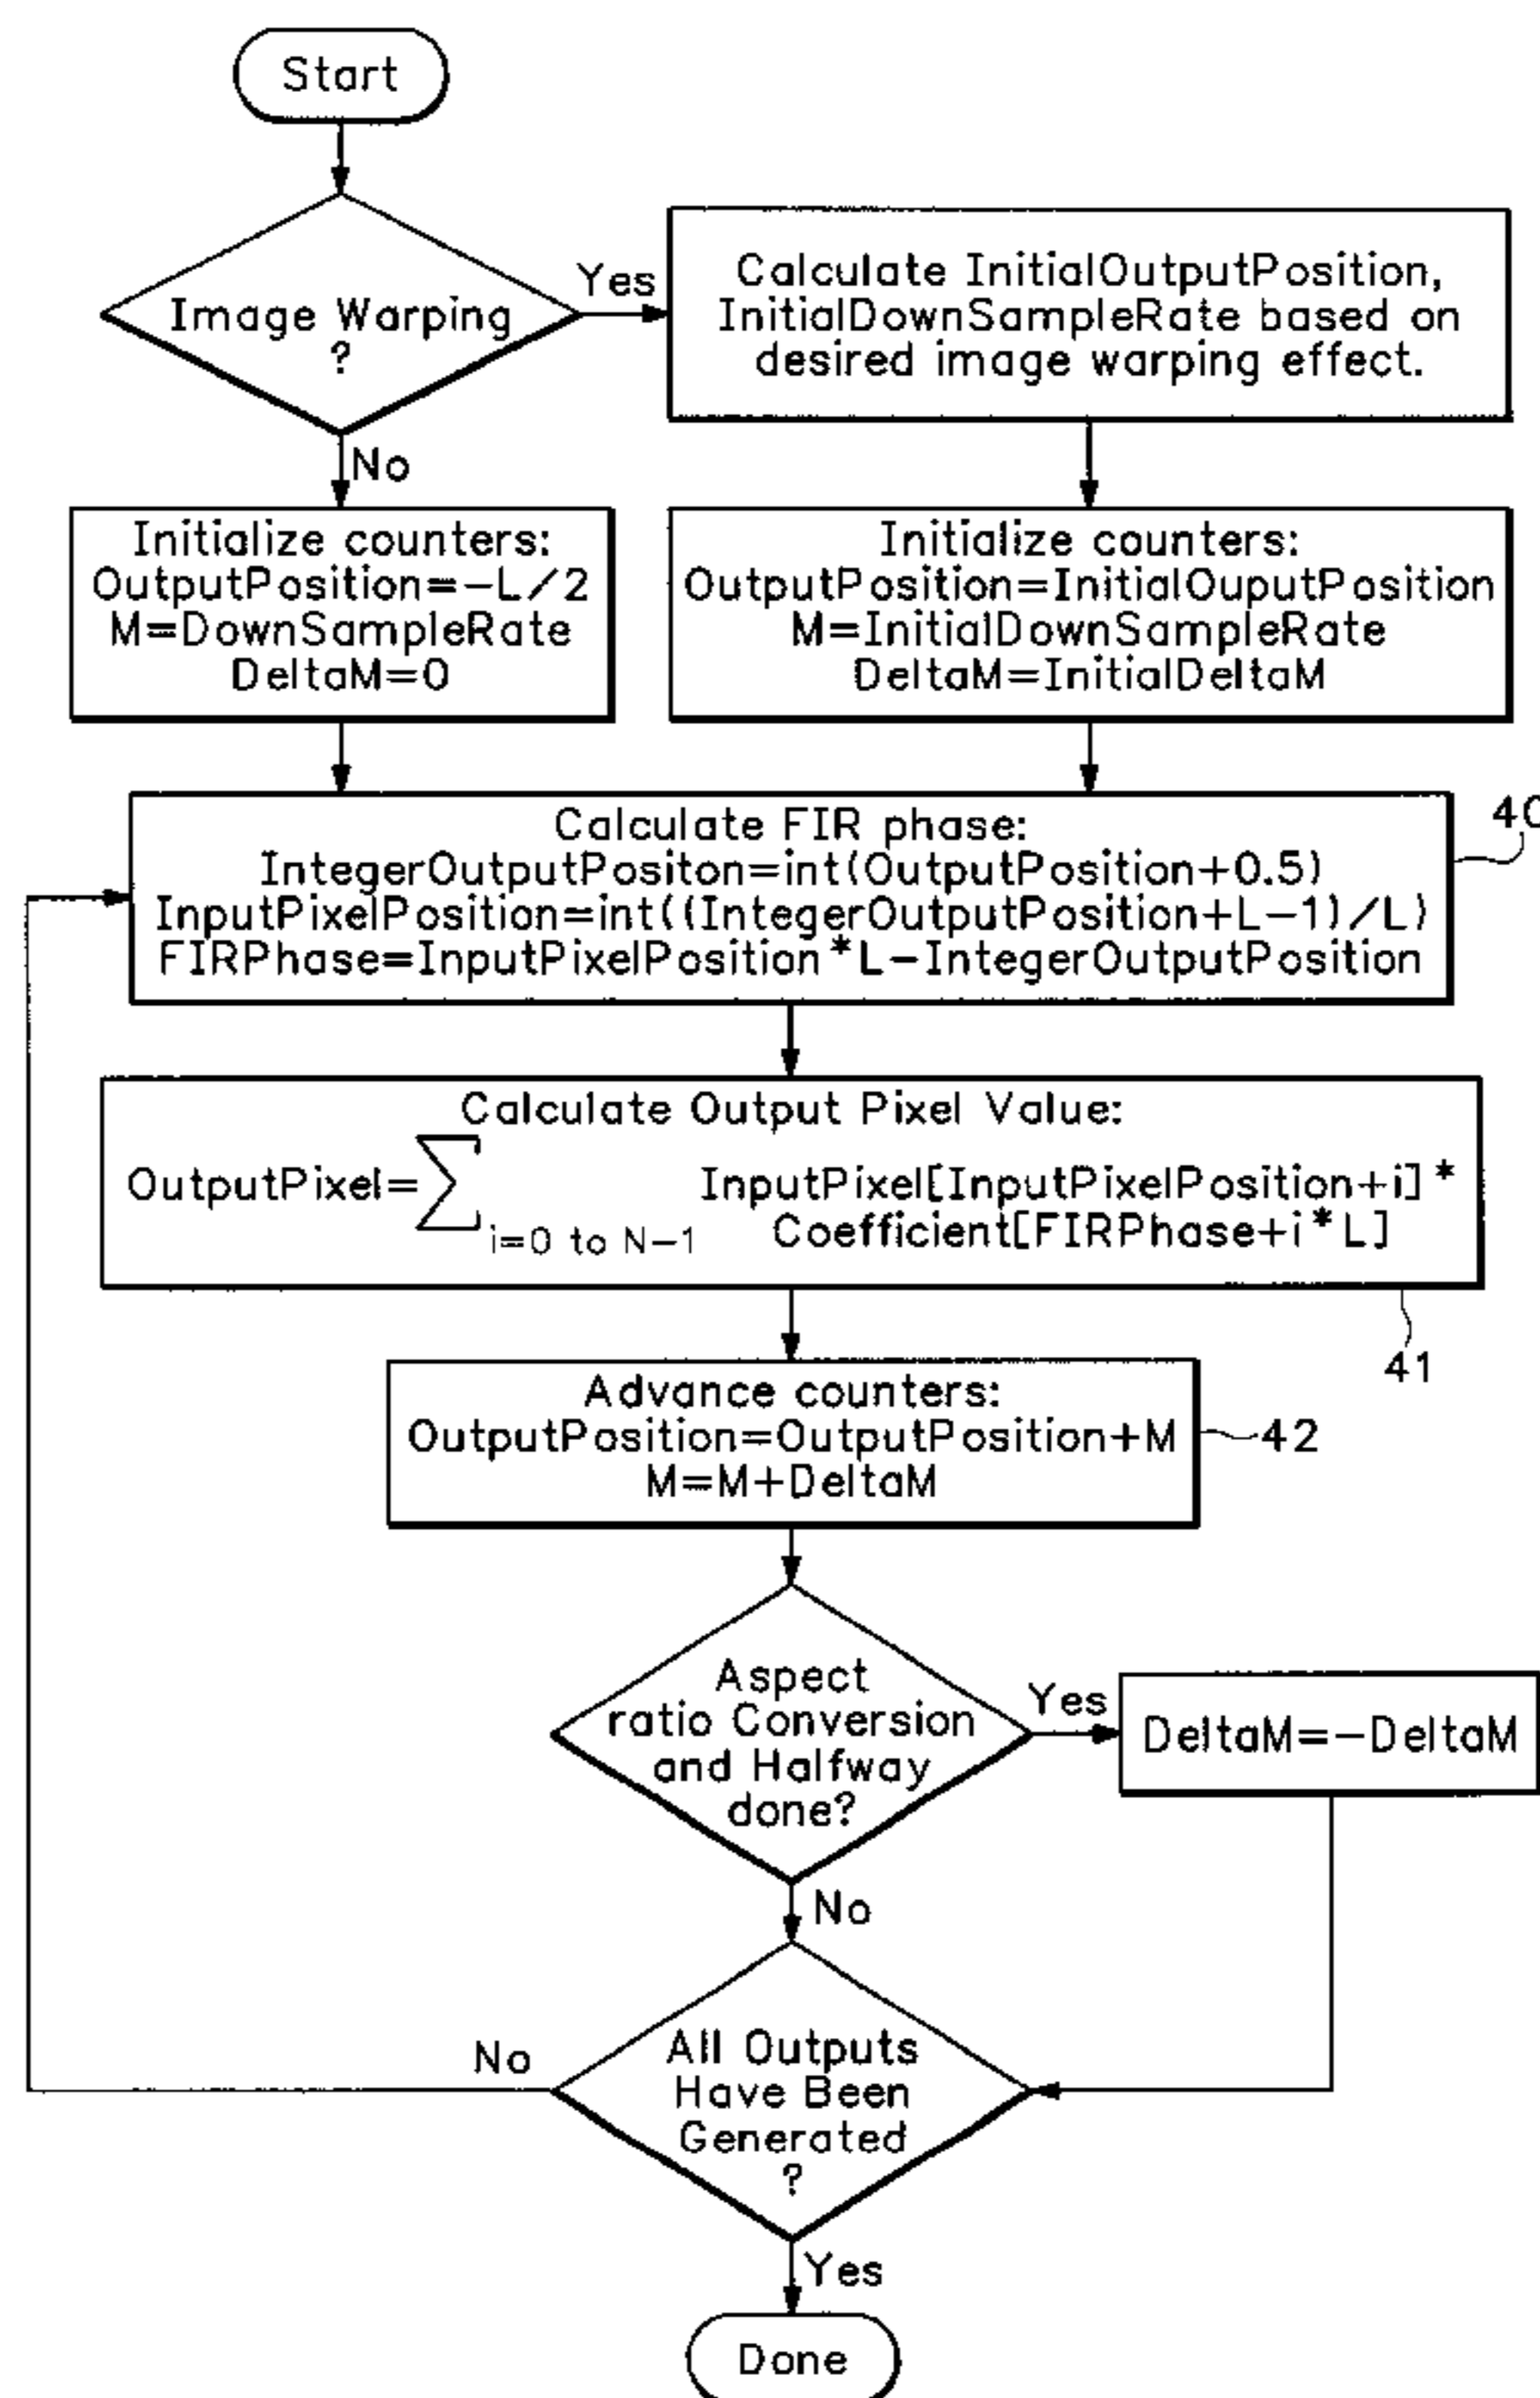 Start
Image Warping
?
Yes
Calculate InitialOutputPosition,
InitialDownSampleRate based on
desired image warping effect.
No
Initialize counters:
OutputPosition=-L/2
M=DownSampleRate
DeltaM=0
Initialize counters:
OutputPosition=InitialOuputPosition
M=InitialDownSampleRate
DeltaM=InitialDeltaM
40
Calculate FIR phase:
IntegerOutputPositon=int(OutputPosition+0.5)
InputPixelPosition=int((IntegerOutputPosition+L-1)/L)
FIRPhase=InputPixelPosition*L-IntegerOutputPosition
Calculate Output Pixel Value:
OutputPixel=∑ i=0 to N-1 InputPixel[InputPixelPosition+i]*
Coefficient[FIRPhase+i*L]
41
Advance counters:
OutputPosition=OutputPosition+M
M=M+DeltaM
42
Aspect
ratio Conversion
and Halfway
done?
Yes
DeltaM=-DeltaM
No
All Outputs
Have Been
Generated
?
No
Yes
Done